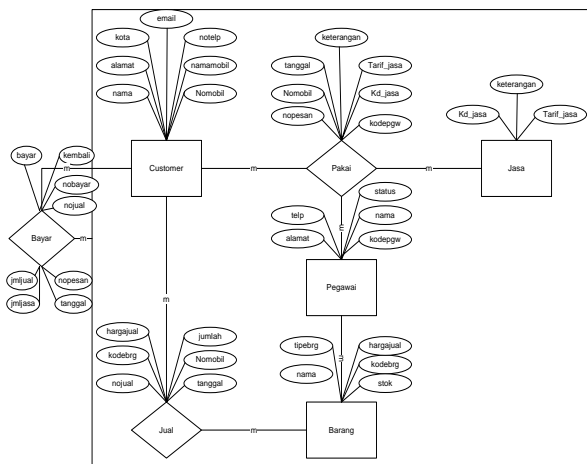 email
kota
notelp
alamat
namamobil
nama
Nomobil
Customer
keterangan
tanggal
Tarif_jasa
Nomobil
Kd_jasa
nopesan
kodepgw
Pakai
keterangan
Kd_jasa
Tarif_jasa
Jasa
m
m
m
bayar
kembali
nobayar
nojual
Bayar
m
jmljual
nopesan
jmljasa
tanggal
m
status
telp
nama
alamat
kodepgw
Pegawai
m
m
hargajual
jumlah
kodebrg
Nomobil
nojual
tanggal
Jual
m
tipebrg
hargajual
kodebrg
nama
stok
Barang